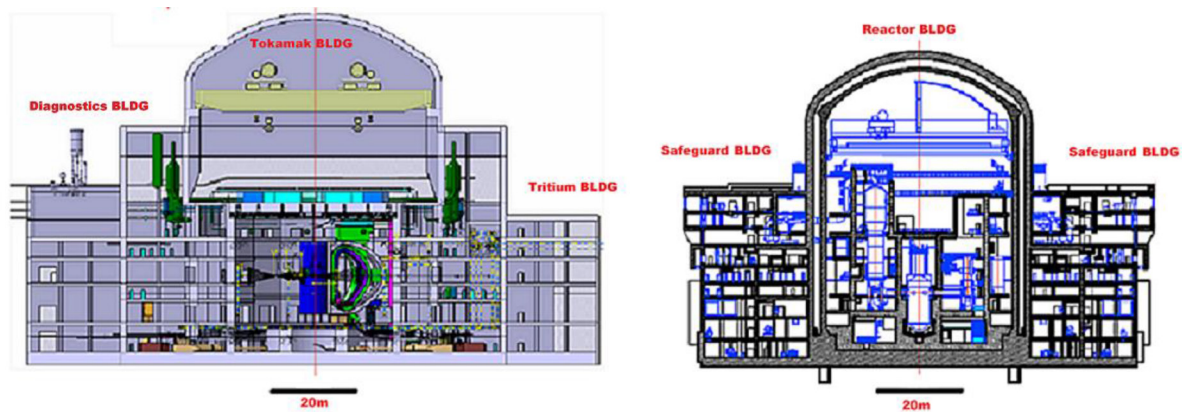 Tokamak BLDG
Diagnostics BLDG
Tritium BLDG
20m
Reactor BLDG
Safeguard BLDG
Safeguard BLDG
20m